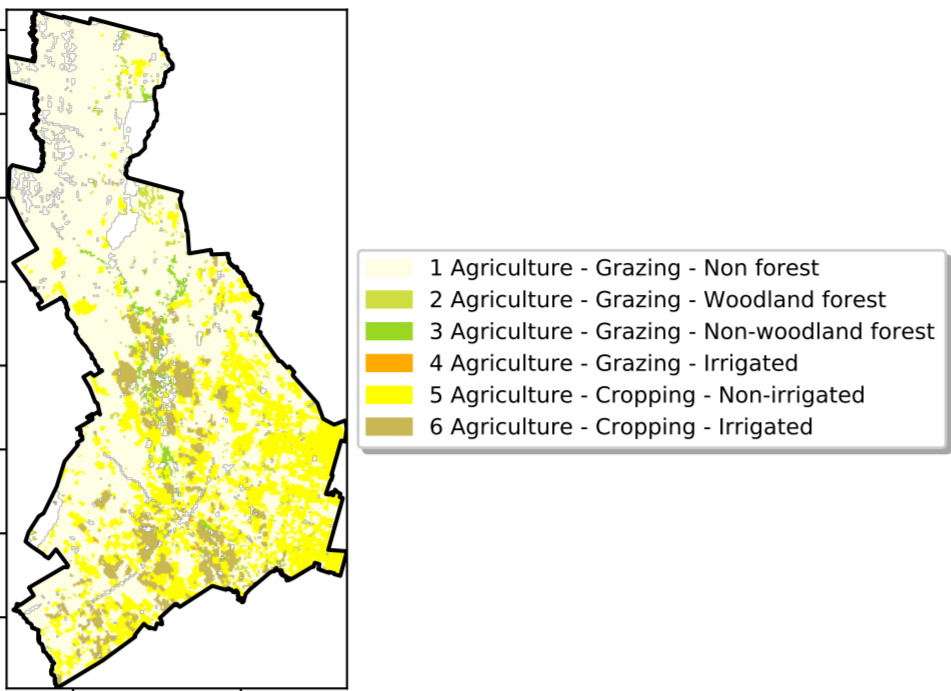 1 Agriculture - Grazing - Non forest
2 Agriculture - Grazing - Woodland forest
3 Agriculture - Grazing - Non-woodland forest
4 Agriculture - Grazing - Irrigated
5 Agriculture - Cropping - Non-irrigated
6 Agriculture - Cropping - Irrigated